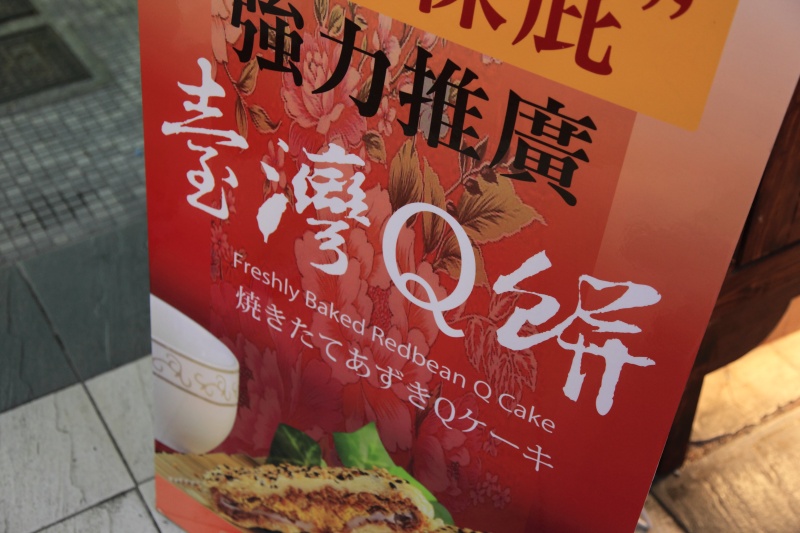 庇”
強力推廣
臺灣Q餅
Freshly Baked Redbean Q Cake
焼きたてあずきQケーキ